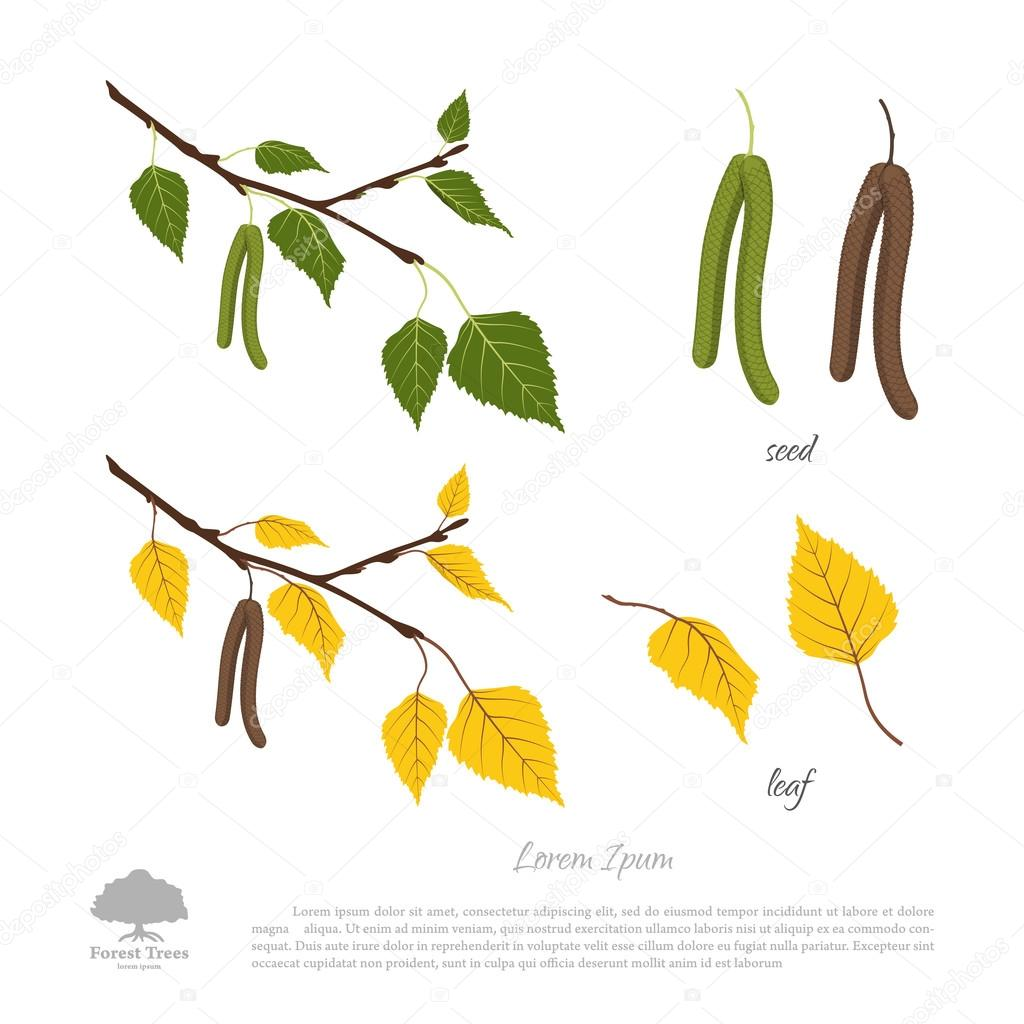 seed
leaf
Lorem Ipum
Lorem ipsum dolor sit amet, consectetur adipiscing elit, sed do eiusmod tempor incididunt ut labore et dolore
magna aliqua. Ut enim ad minim veniam, quis nostrud exercitation ullamco laboris nisi ut aliquip ex ea commodo con-
sequat. Duis aute irure dolor in reprehenderit in voluptate velit esse cillum dolore eu fugiat nulla pariatur. Excepteur sint
occaecat cupidatat non proident, sunt in culpa qui officia deserunt mollit anim id est laborum
Forest Trees
lorem ipsum
depositphotos